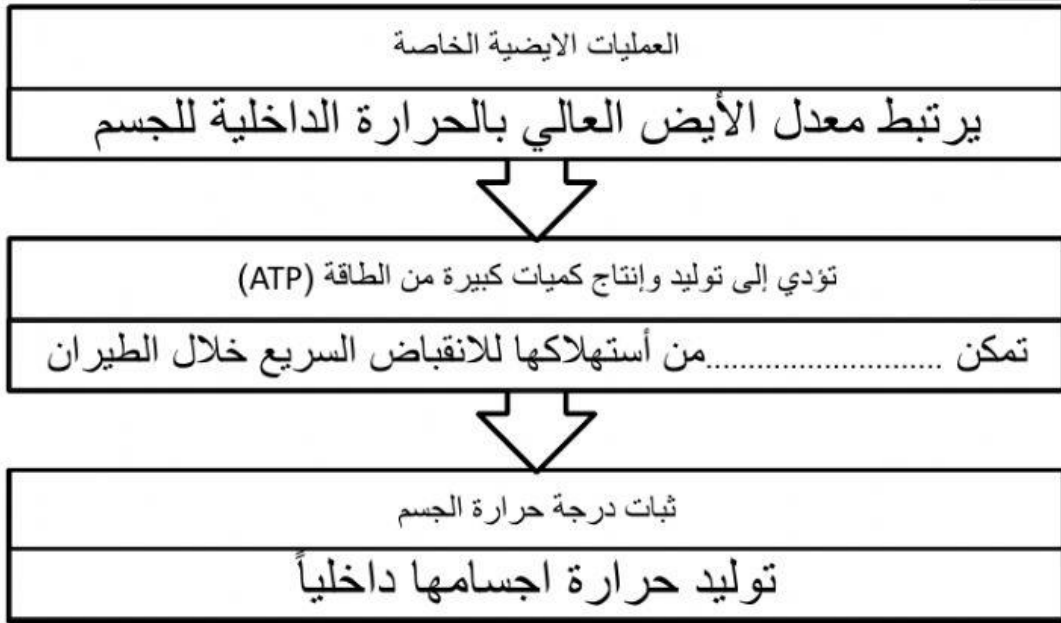 العمليات الايضية الخاصة
يرتبط معدل الأيض العالي بالحرارة الداخلية للجسم
تؤدي إلى توليد وإنتاج كميات كبيرة من الطاقة (ATP)
تمكن ............................من أستهلاكها للانقباض السريع خلال الطيران
ثبات درجة حرارة الجسم
توليد حرارة اجسامها داخلياً